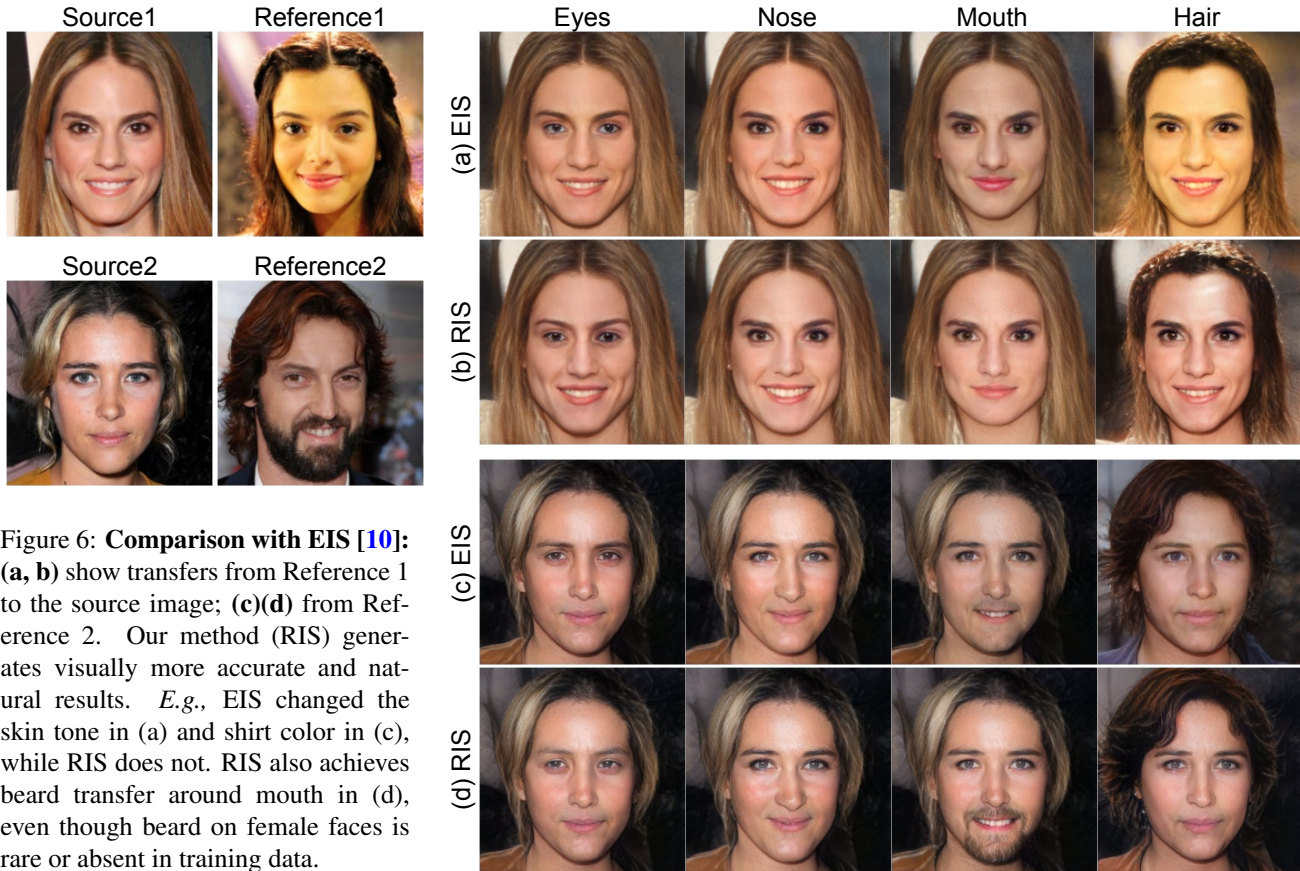 Source1 Reference1
Eyes Nose Mouth Hair
(a) EIS
(b) RIS
Source2 Reference2
(c) EIS
(d) RIS
Figure 6: Comparison with EIS [10]:
(a, b) show transfers from Reference 1
to the source image; (c)(d) from Ref-
erence 2. Our method (RIS) gener-
ates visually more accurate and nat-
ural results. E.g., EIS changed the
skin tone in (a) and shirt color in (c),
while RIS does not. RIS also achieves
beard transfer around mouth in (d),
even though beard on female faces is
rare or absent in training data.